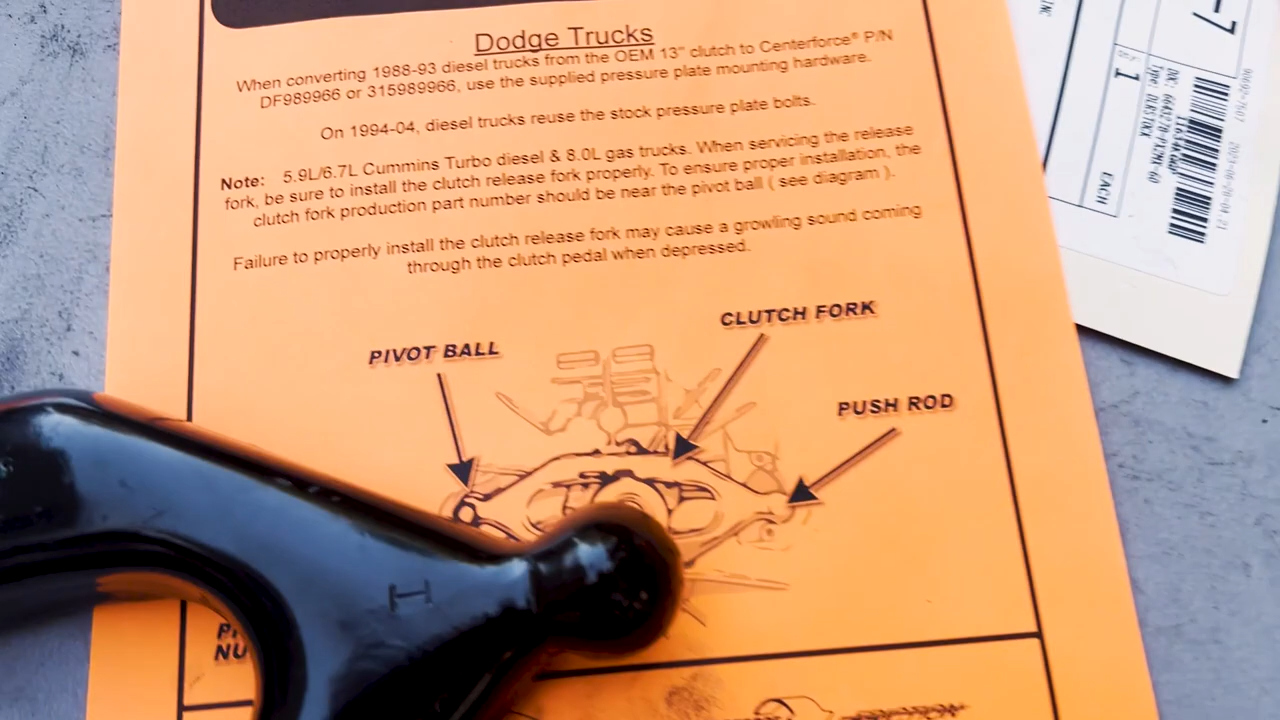 Dodge Trucks
When converting 1988-93 diesel trucks from the OEM 13" clutch to Centerforce® P/N
DF989966 or 315989966, use the supplied pressure plate mounting hardware.
On 1994-04, diesel trucks reuse the stock pressure plate bolts.
Note: 5.9L/6.7L Cummins Turbo diesel & 8.0L gas trucks. When servicing the release
fork, be sure to install the clutch release fork properly. To ensure proper installation, the
clutch fork production part number should be near the pivot ball ( see diagram ).
Failure to properly install the clutch release fork may cause a growling sound coming
through the clutch pedal when depressed.
CLUTCH FORK
PIVOT BALL
PUSH ROD
H
NU
-7
INC
1
EACH